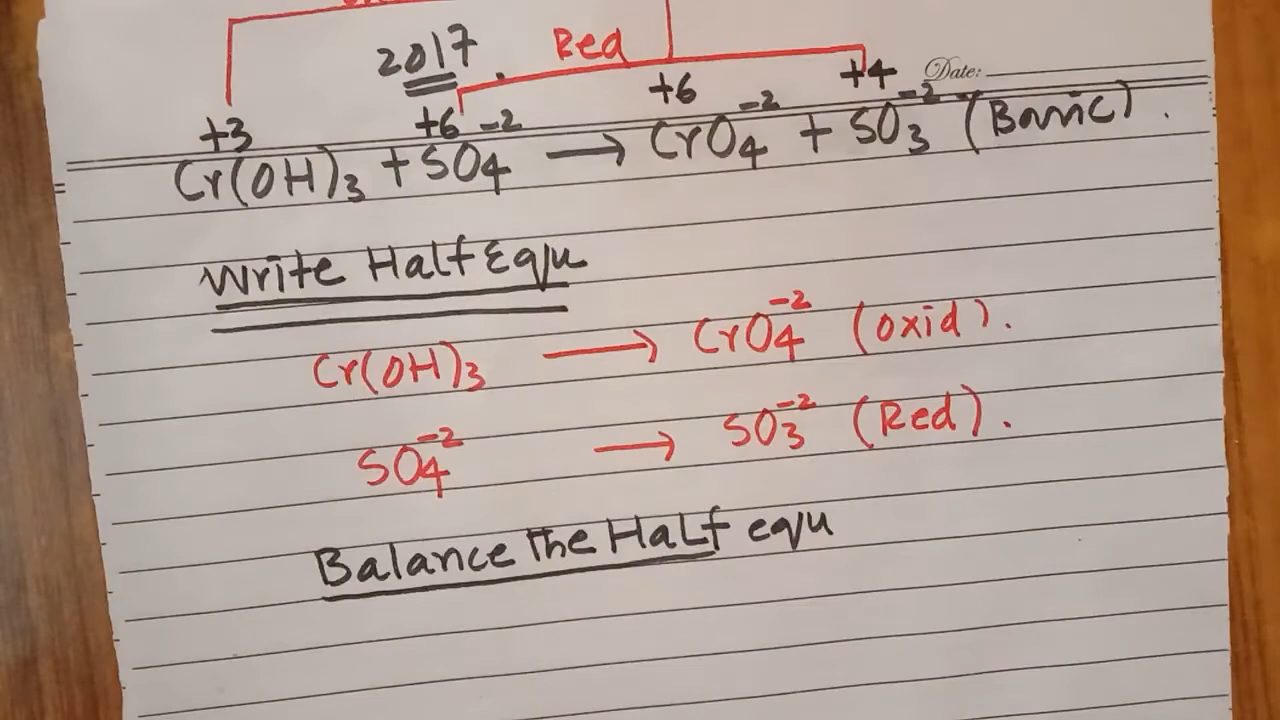 2017.
Red
Date:
+3 +6 -2 +6 -2 +4 -2
Cr(OH)3 + SO4 → CrO4 + SO3 (Basic).
Write Half Equ
Cr(OH)3 → CrO4-2 (oxid).
SO4-2 → SO3-2 (Red).
Balance The Half equ